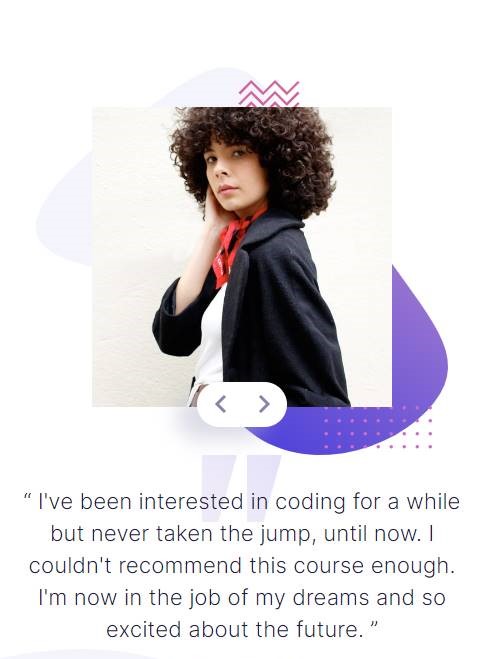 “ I've been interested in coding for a while
but never taken the jump, until now. I
couldn't recommend this course enough.
I'm now in the job of my dreams and so
excited about the future. ”